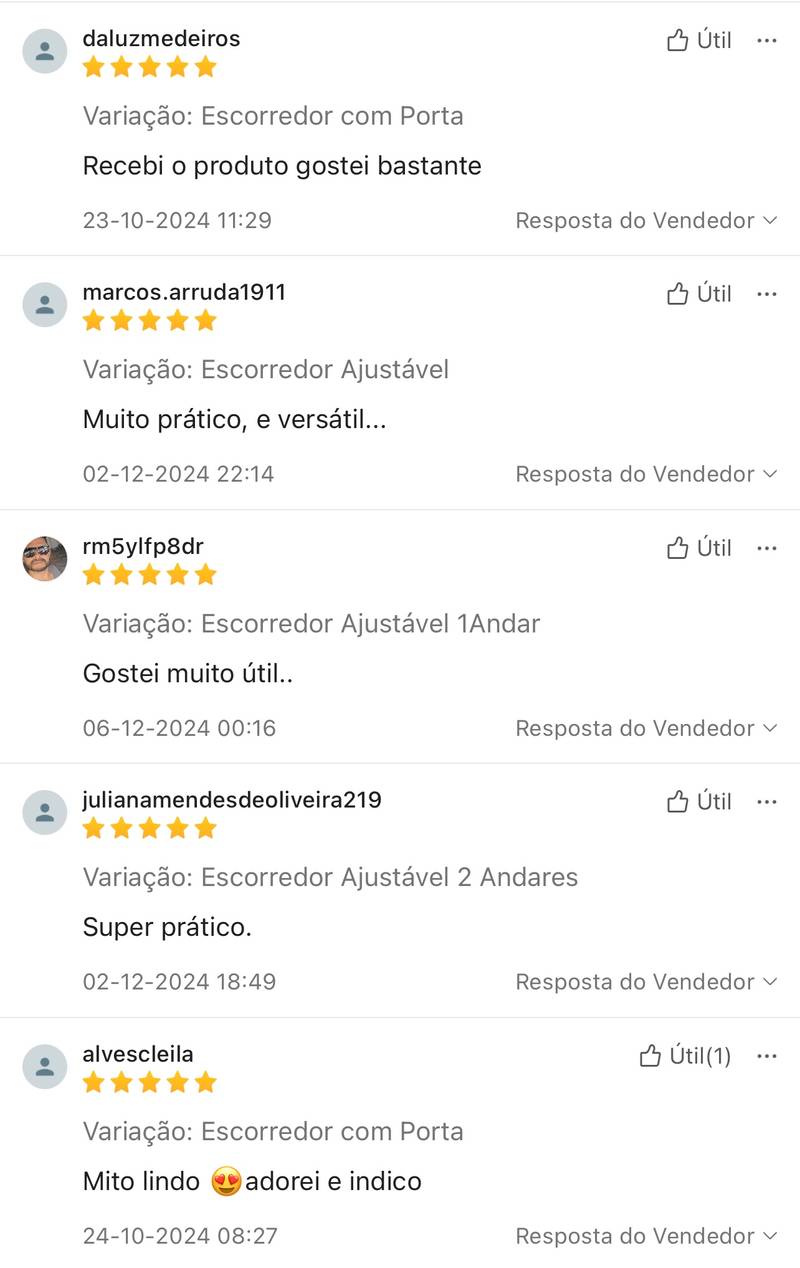 daluzmedeiros
Útil
Variação: Escorredor com Porta
Recebi o produto gostei bastante
23-10-2024 11:29
Resposta do Vendedor
marcos.arruda1911
Útil
Variação: Escorredor Ajustável
Muito prático, e versátil...
02-12-2024 22:14
Resposta do Vendedor
rm5ylfp8dr
Útil
Variação: Escorredor Ajustável 1Andar
Gostei muito útil..
06-12-2024 00:16
Resposta do Vendedor
julianamendesdeoliveira219
Útil
Variação: Escorredor Ajustável 2 Andares
Super prático.
02-12-2024 18:49
Resposta do Vendedor
alvescleila
Útil(1)
Variação: Escorredor com Porta
Mito lindo 😍adorei e indico
24-10-2024 08:27
Resposta do Vendedor